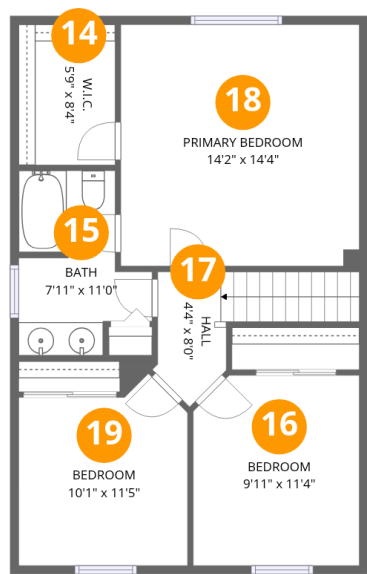 14
W.I.C.
5'9" x 8'4"
18
PRIMARY BEDROOM
14'2" x 14'4"
15
BATH
7'11" x 11'0"
17
HALL
4'4" x 8'0"
19
BEDROOM
10'1" x 11'5"
16
BEDROOM
9'11" x 11'4"